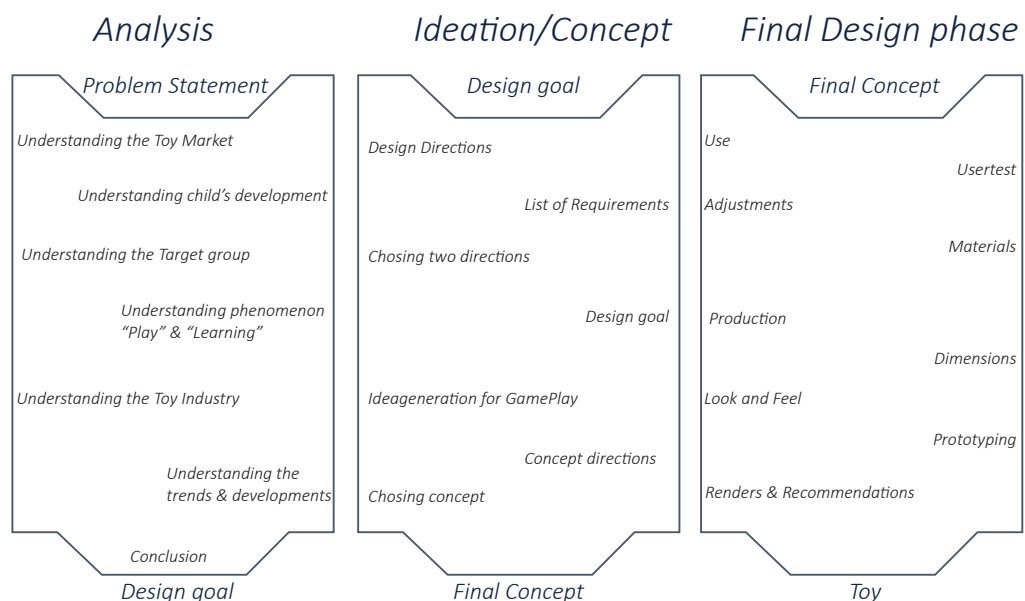 Analysis
Problem Statement
Understanding the Toy Market
Understanding child's development
Understanding the Target group
Understanding phenomenon
“Play” & “Learning”
Understanding the Toy Industry
Understanding the
trends & developments
Conclusion
Design goal
Ideation/Concept
Design goal
Design Directions
List of Requirements
Chosing two directions
Design goal
Ideageneration for GamePlay
Concept directions
Chosing concept
Final Concept
Final Design phase
Final Concept
Use
Usertest
Adjustments
Materials
Production
Dimensions
Look and Feel
Prototyping
Renders & Recommendations
Toy